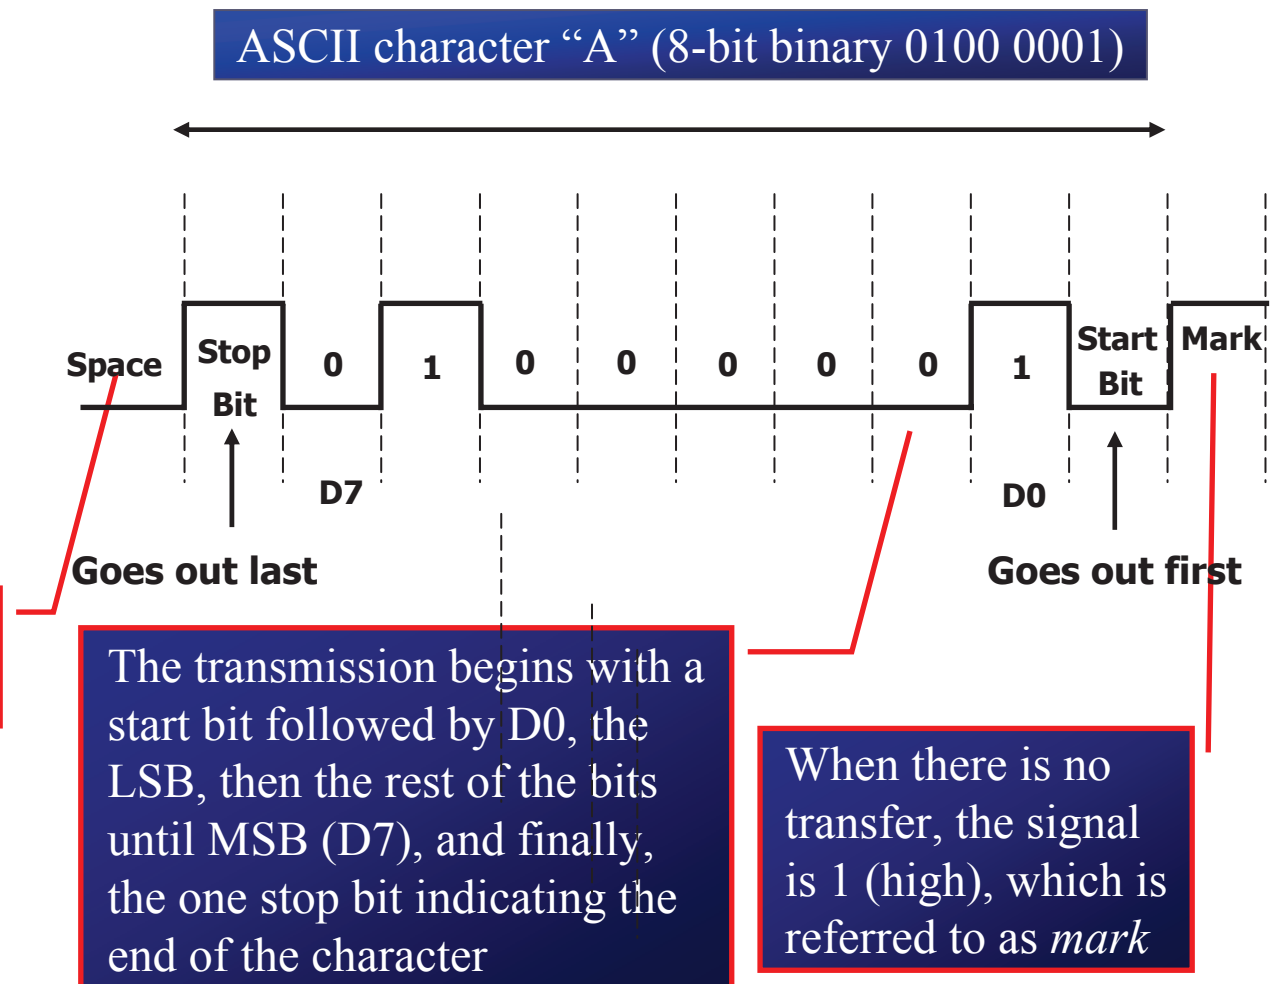 ASCII character “A” (8-bit binary 0100 0001)
Space Stop Bit 0 1 0 0 0 0 0 1 Start Bit Mark
D7 D0
Goes out last Goes out first
The transmission begins with a
start bit followed by D0, the
LSB, then the rest of the bits
until MSB (D7), and finally,
the one stop bit indicating the
end of the character
When there is no
transfer, the signal
is 1 (high), which is
referred to as mark